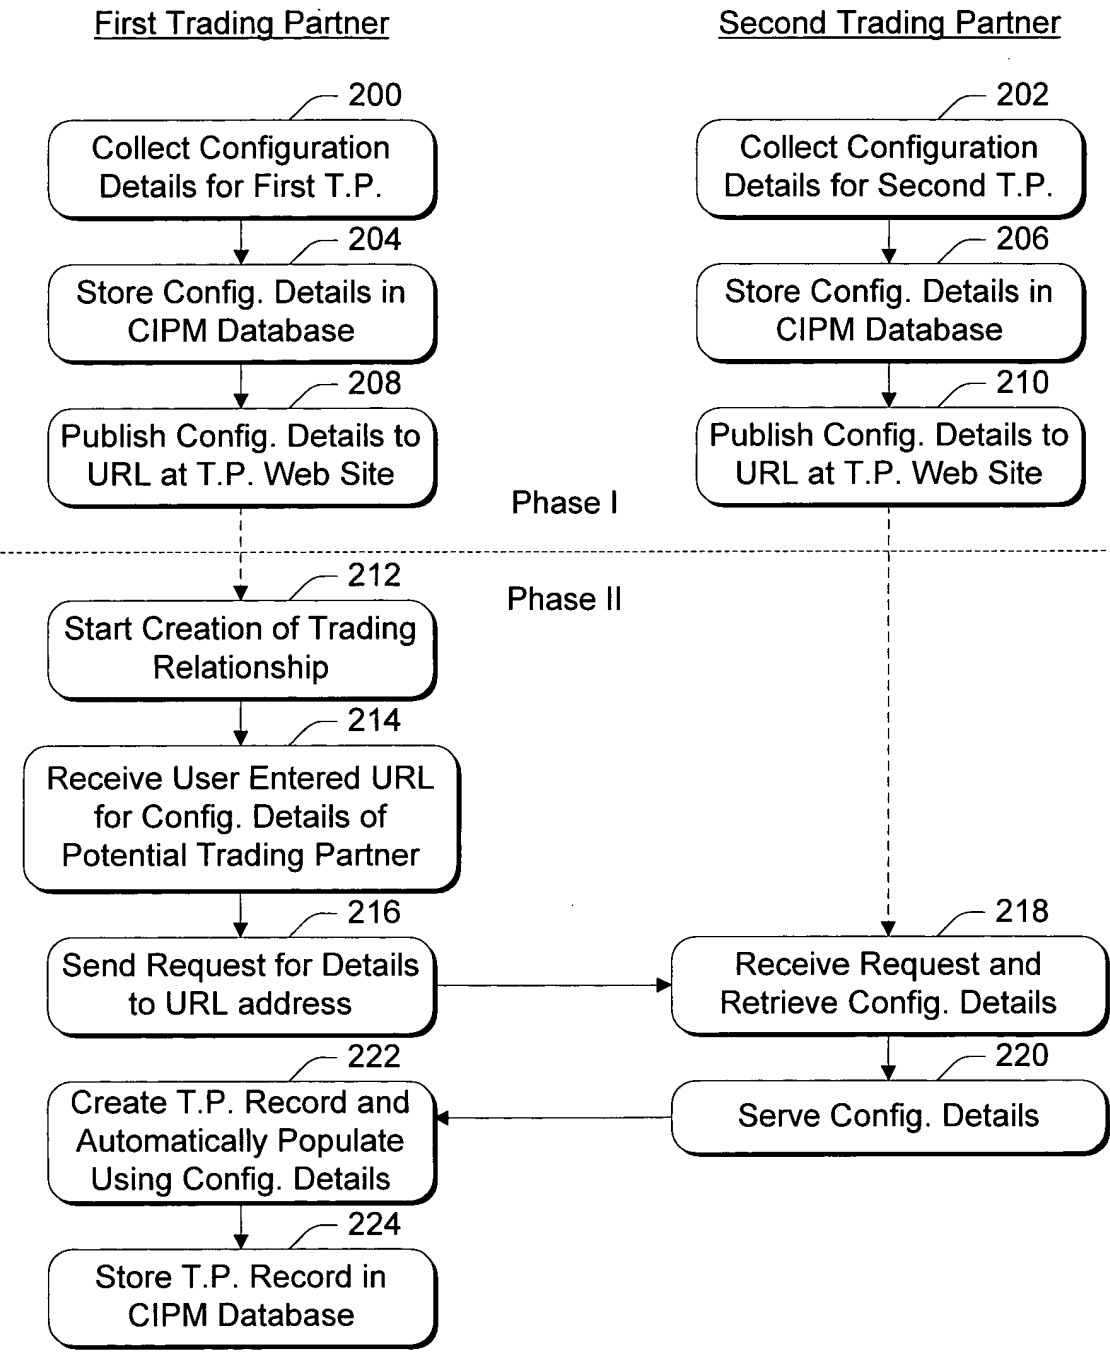 First Trading Partner
Second Trading Partner
200
Collect Configuration
Details for First T.P.
202
Collect Configuration
Details for Second T.P.
204
Store Config. Details in
CIPM Database
206
Store Config. Details in
CIPM Database
208
Publish Config. Details to
URL at T.P. Web Site
210
Publish Config. Details to
URL at T.P. Web Site
Phase I
Phase II
212
Start Creation of Trading
Relationship
214
Receive User Entered URL
for Config. Details of
Potential Trading Partner
216
Send Request for Details
to URL address
218
Receive Request and
Retrieve Config. Details
220
Serve Config. Details
222
Create T.P. Record and
Automatically Populate
Using Config. Details
224
Store T.P. Record in
CIPM Database